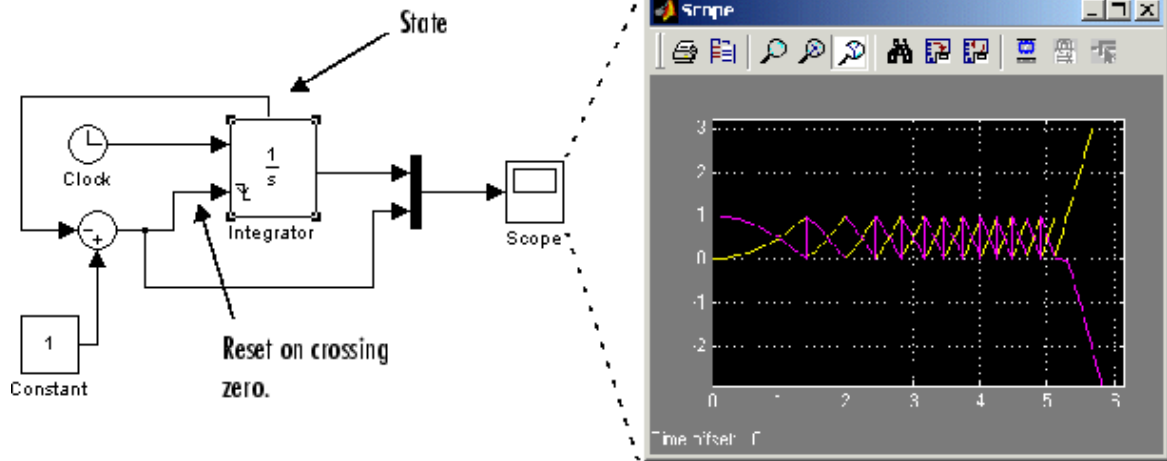 State
Clock
1
s
Integrator
Scope
1
Constant
Reset on crossing
zero.
Scope
3
2
1
0
-1
-2
0
1
2
3
4
5
6
Time offset: